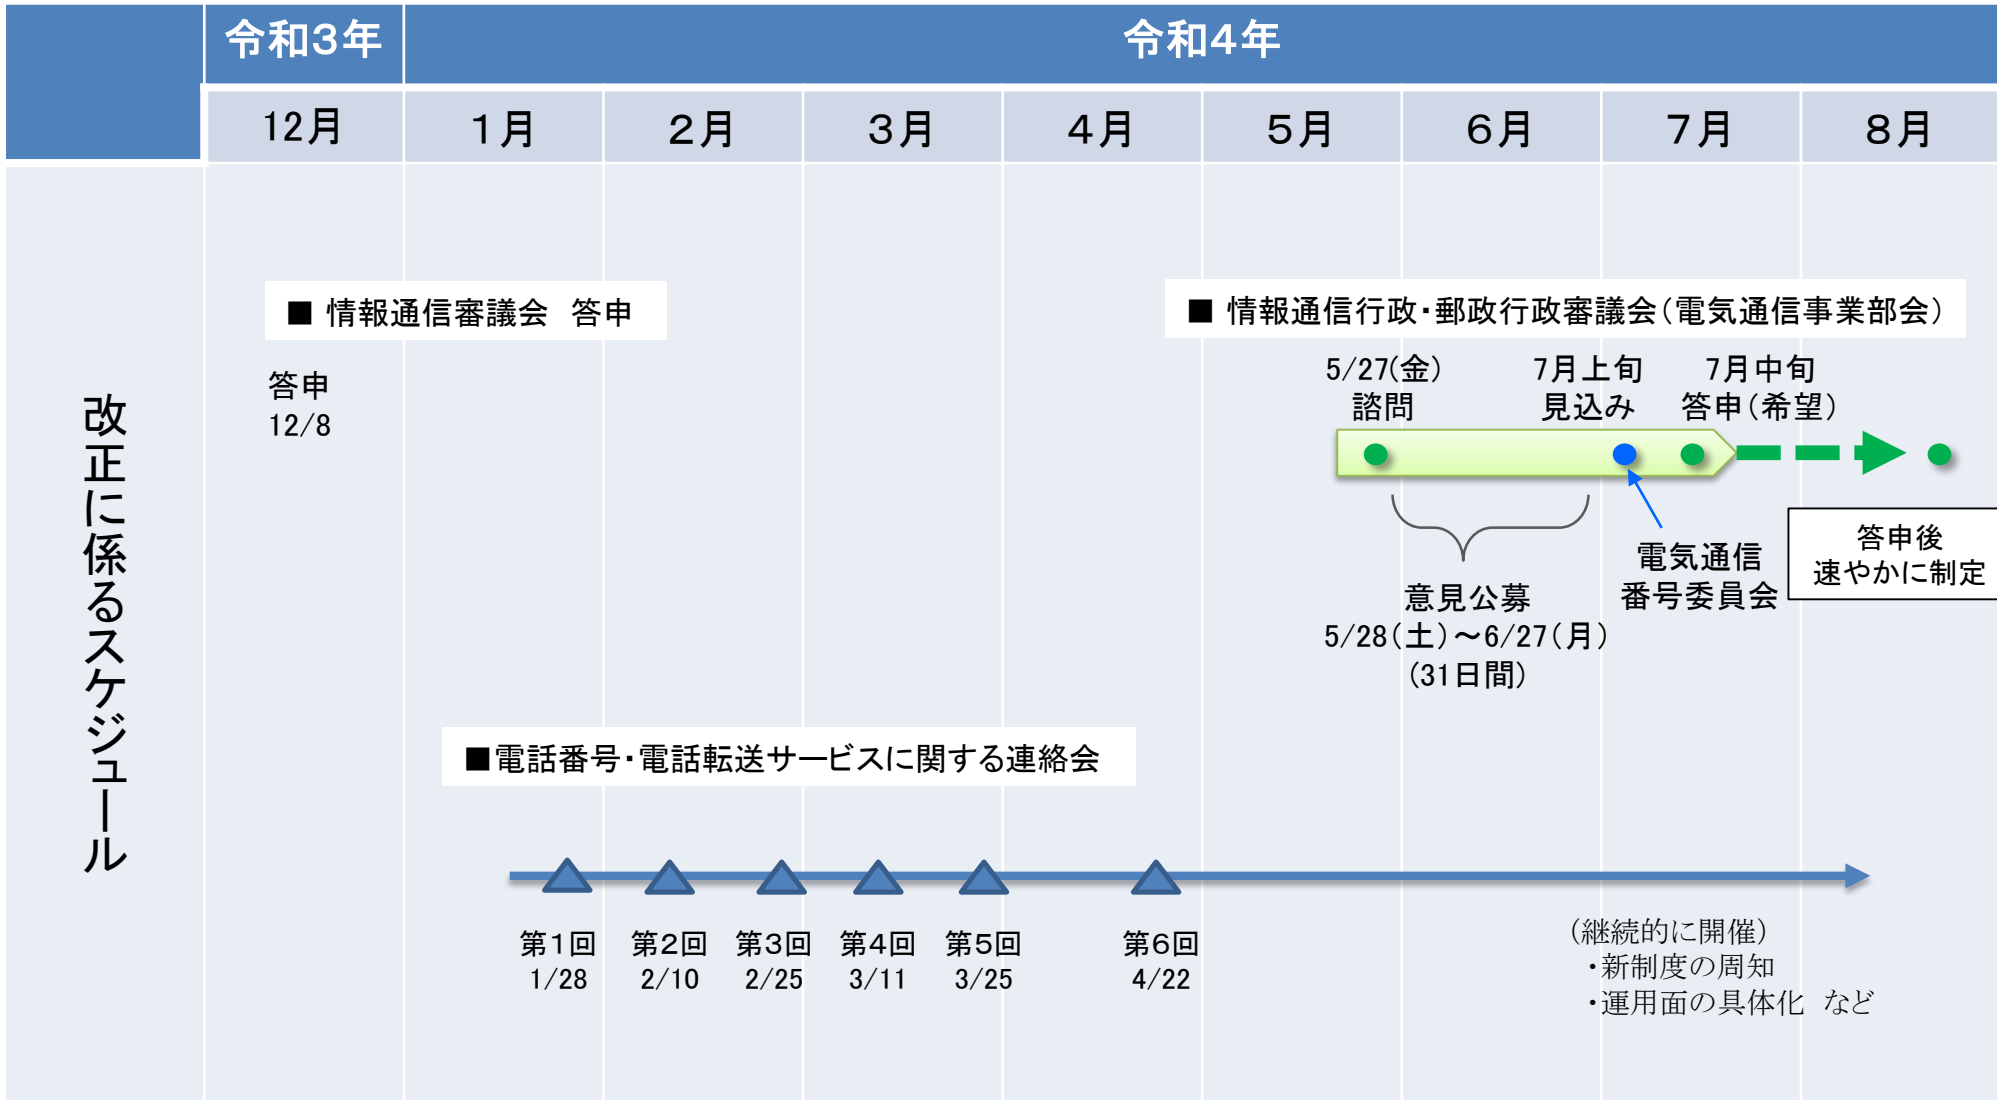 令和3年
令和4年
12月
1月
2月
3月
4月
5月
6月
7月
8月
改正に係るスケジュール
■ 情報通信審議会　答申
答申
12/8
■ 情報通信行政・郵政行政審議会（電気通信事業部会）
5/27(金)
諮問
7月上旬
見込み
7月中旬
答申（希望）
電気通信
番号委員会
答申後
速やかに制定
意見公募
5/28(土)～6/27(月)
(31日間)
■電話番号・電話転送サービスに関する連絡会
第1回
1/28
第2回
2/10
第3回
2/25
第4回
3/11
第5回
3/25
第6回
4/22
（継続的に開催）
・新制度の周知
・運用面の具体化　など